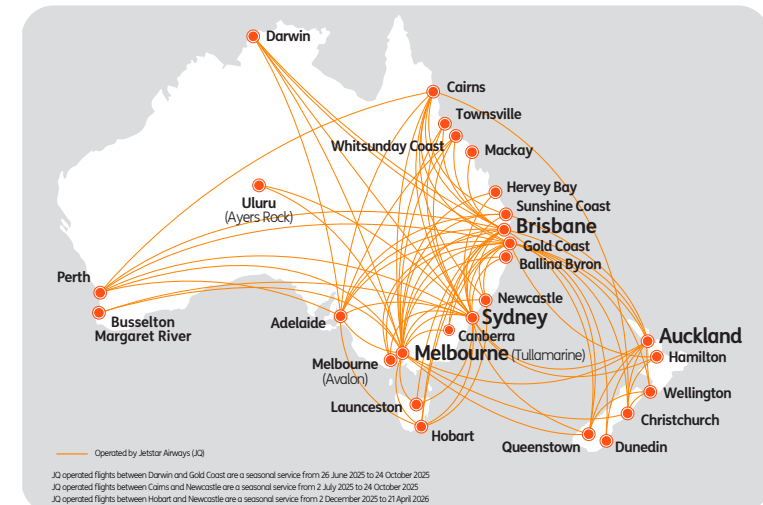 Darwin
Cairns
Townsville
Whitsunday Coast
Mackay
Uluru
(Ayers Rock)
Hervey Bay
Sunshine Coast
Brisbane
Gold Coast
Ballina Byron
Perth
Busselton
Margaret River
Adelaide
Newcastle
Sydney
Canberra
Melbourne (Tullamarine)
Melbourne
(Avalon)
Auckland
Hamilton
Launceston
Wellington
Hobart
Christchurch
Queenstown
Dunedin
Operated by Jetstar Airways (JQ)
JQ operated flights between Darwin and Gold Coast are a seasonal service from 26 June 2025 to 24 October 2025
JQ operated flights between Cairns and Newcastle are a seasonal service from 2 July 2025 to 24 October 2025
JQ operated flights between Hobart and Newcastle are a seasonal service from 2 December 2025 to 21 April 2026